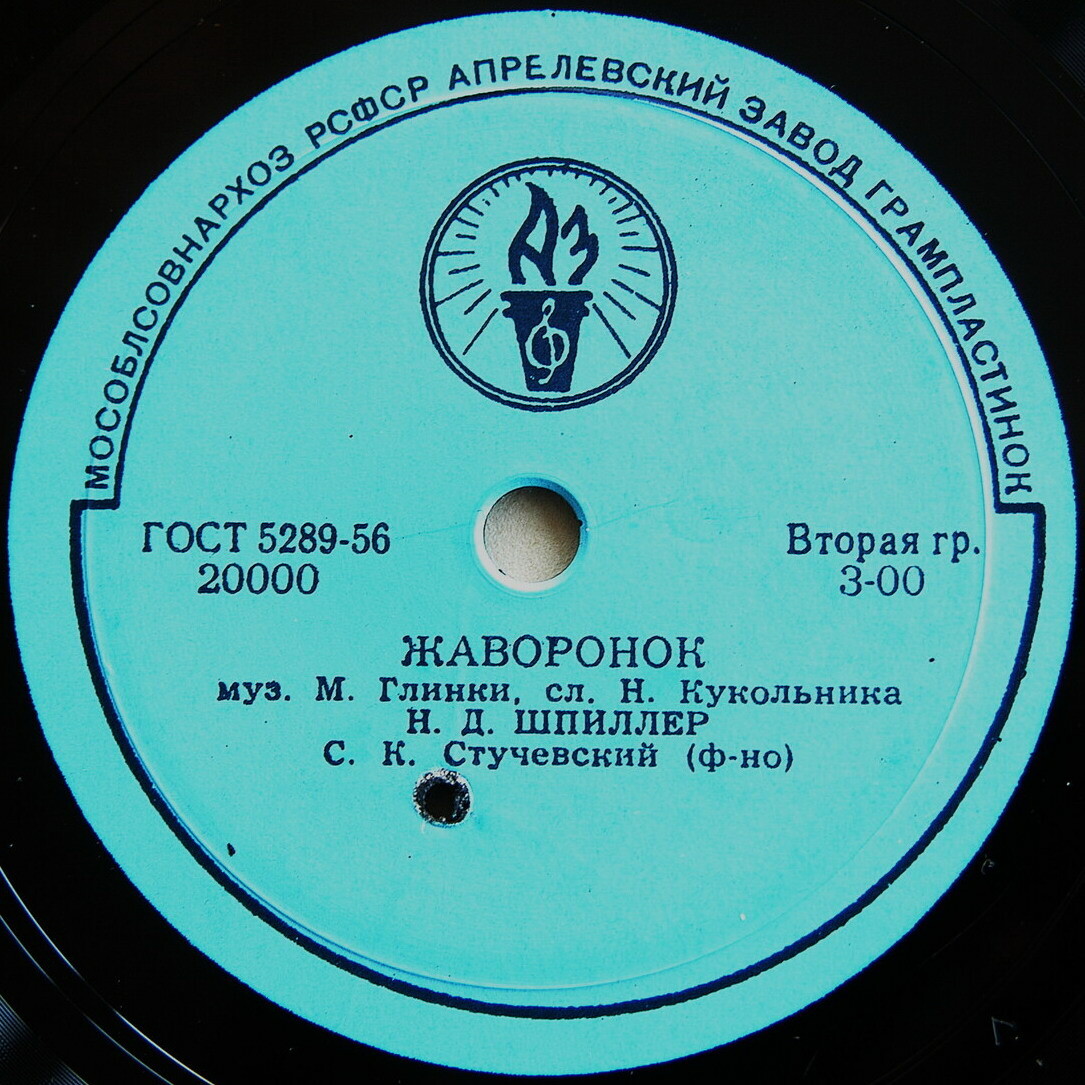 МОСОБЛСОВНАРХОЗ РСФСР АПРЕЛЕВСКИЙ ЗАВОД ГРАМПЛАСТИНОК
АЗ
ГОСТ 5289-56
20000
Вторая гр.
3-00
ЖАВОРОНОК
муз. М. Глинки, сл. Н. Кукольника
Н. Д. ШПИЛЛЕР
С. К. Стучевский (ф-но)